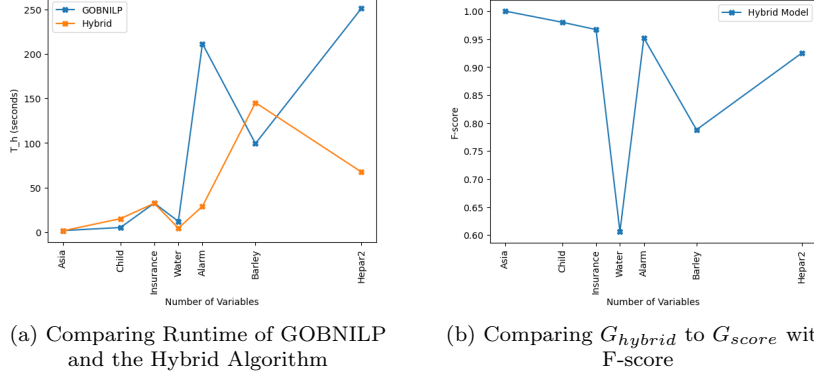 GOBNILP
Hybrid
250
200
150
100
50
0
T_h (seconds)
Asia
Child
Insurance
Water
Alarm
Barley
Hepar2
Number of Variables
(a) Comparing Runtime of GOBNILP
and the Hybrid Algorithm
Hybrid Model
1.00
0.95
0.90
0.85
0.80
0.75
0.70
0.65
0.60
F-score
Asia
Child
Insurance
Water
Alarm
Barley
Hepar2
Number of Variables
(b) Comparing G_hybrid to G_score wit
F-score